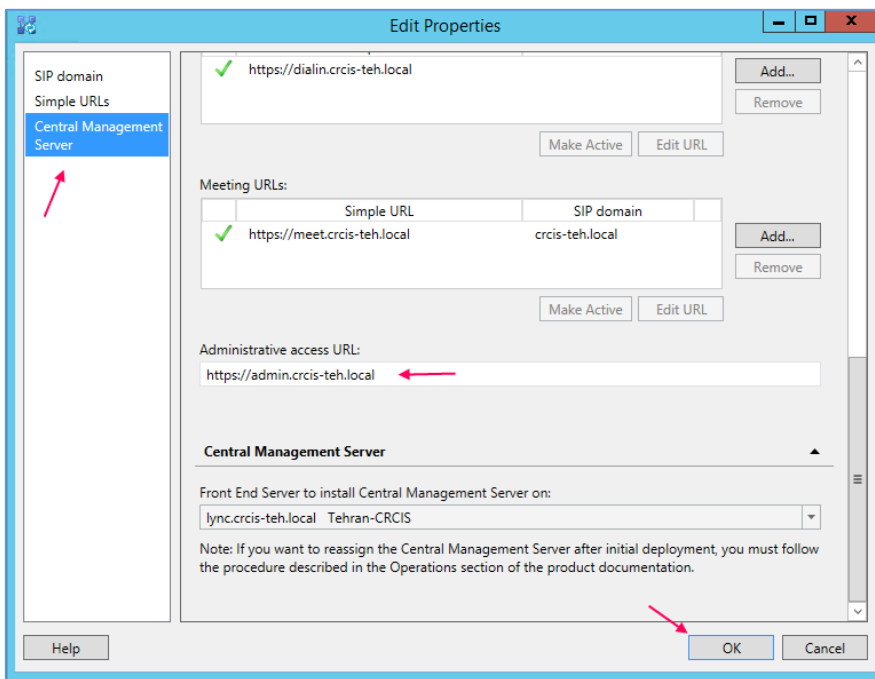 Edit Properties
SIP domain
Simple URLs
Central Management
Server
https://dialin.crcis-teh.local
Add...
Remove
Make Active
Edit URL
Meeting URLs:
Simple URL
SIP domain
https://meet.crcis-teh.local
crcis-teh.local
Add...
Remove
Make Active
Edit URL
Administrative access URL:
https://admin.crcis-teh.local
Central Management Server
Front End Server to install Central Management Server on:
lync.crcis-teh.local Tehran-CRCIS
Note: If you want to reassign the Central Management Server after initial deployment, you must follow
the procedure described in the Operations section of the product documentation.
Help
OK
Cancel